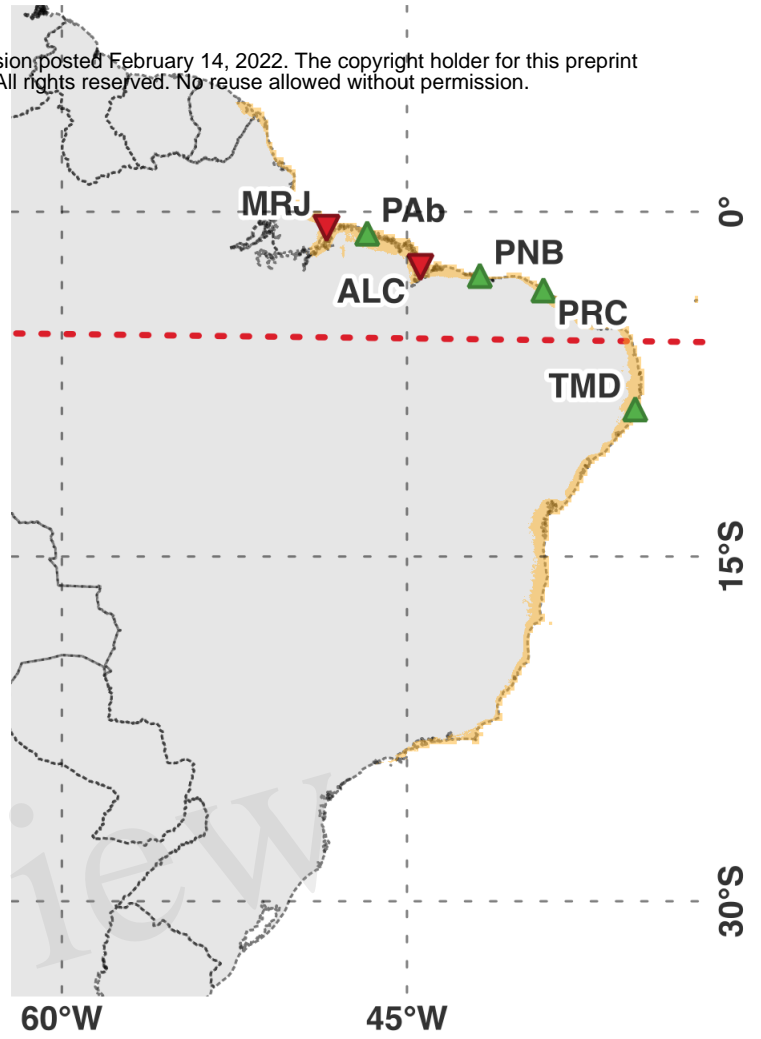 sion posted February 14, 2022. The copyright holder for this preprint
All rights reserved. No reuse allowed without permission.
MRJ
PAb
0°
PNB
ALC
PRC
TMD
15°S
iew
30°S
60°W
45°W